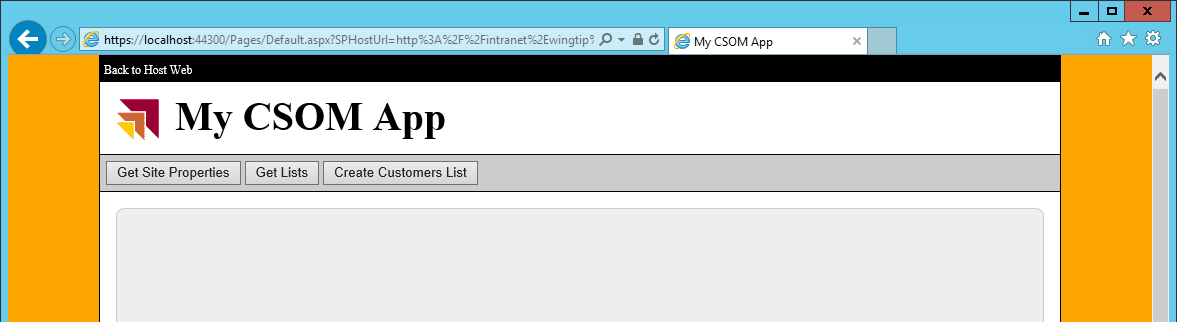 https://localhost:44300/Pages/Default.aspx?SPHostUrl=http%3A%2F%2Fintranet%2Ewingtip%
My CSOM App
Back to Host Web
My CSOM App
Get Site Properties
Get Lists
Create Customers List